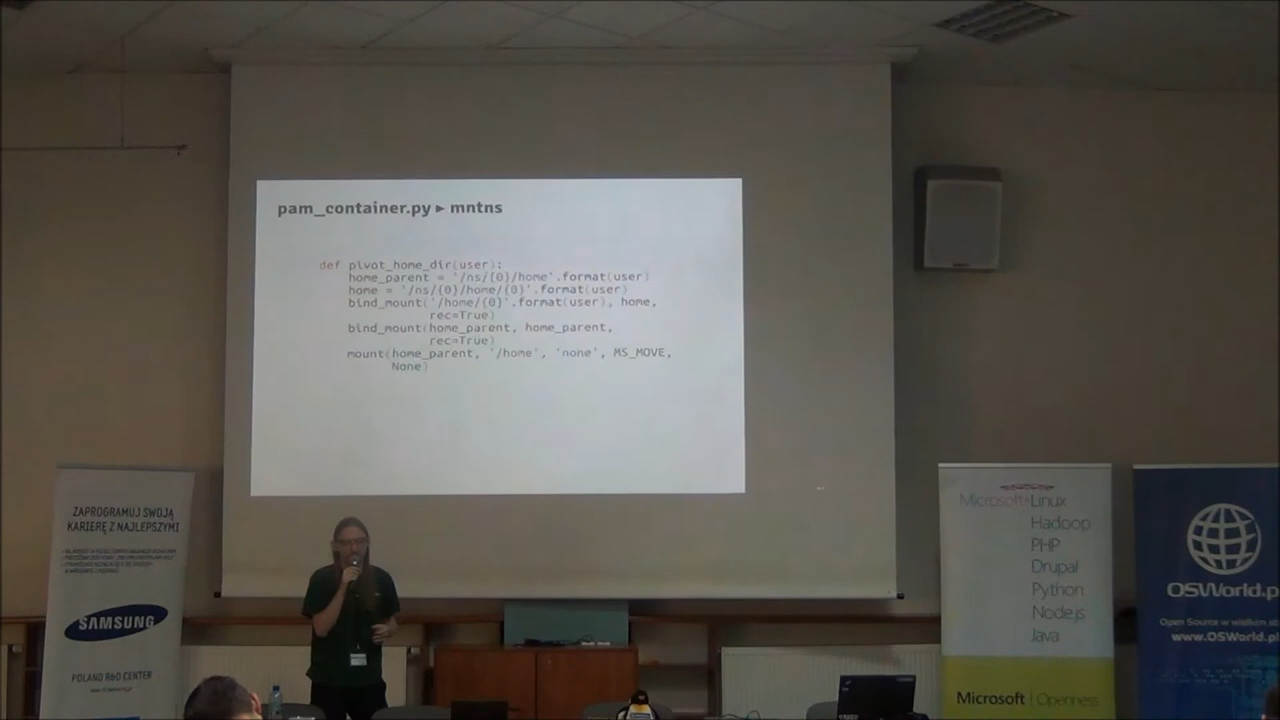 pam_container.py ▸ mntns
def pivot_home_dir(user):
home_parent = '/ns/{0}/home'.format(user)
home = '/ns/{0}/home/{0}'.format(user)
bind_mount('/home/{0}'.format(user), home,
rec=True)
bind_mount(home_parent, home_parent,
rec=True)
mount(home_parent, '/home', 'none', MS_MOVE,
None)
ZAPROGRAMUJ SWOJĄ
KARIERĘ Z NAJLEPSZYMI
SAMSUNG
POLAND R&D CENTER
Microsoft+Linux
Hadoop
PHP
Drupal
Python
Node.js
Java
Microsoft | Openness
OSWorld.p
Open Source w wielkim
www.OSWorld.pl